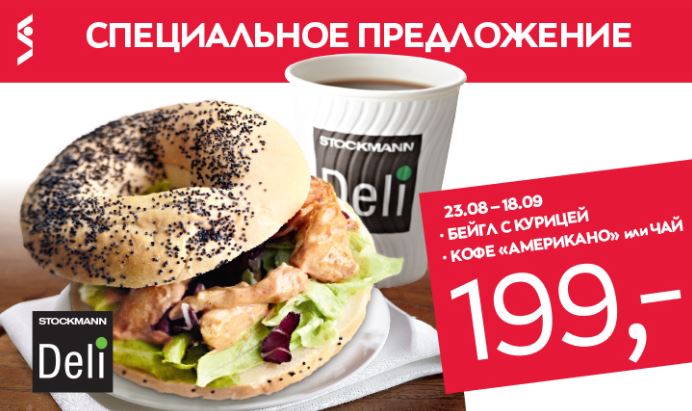 СПЕЦИАЛЬНОЕ ПРЕДЛОЖЕНИЕ
STOCKMANN
Deli
23.08 – 18.09
· БЕЙГЛ С КУРИЦЕЙ
· КОФЕ «АМЕРИКАНО» или ЧАЙ
199,-
STOCKMANN
Deli